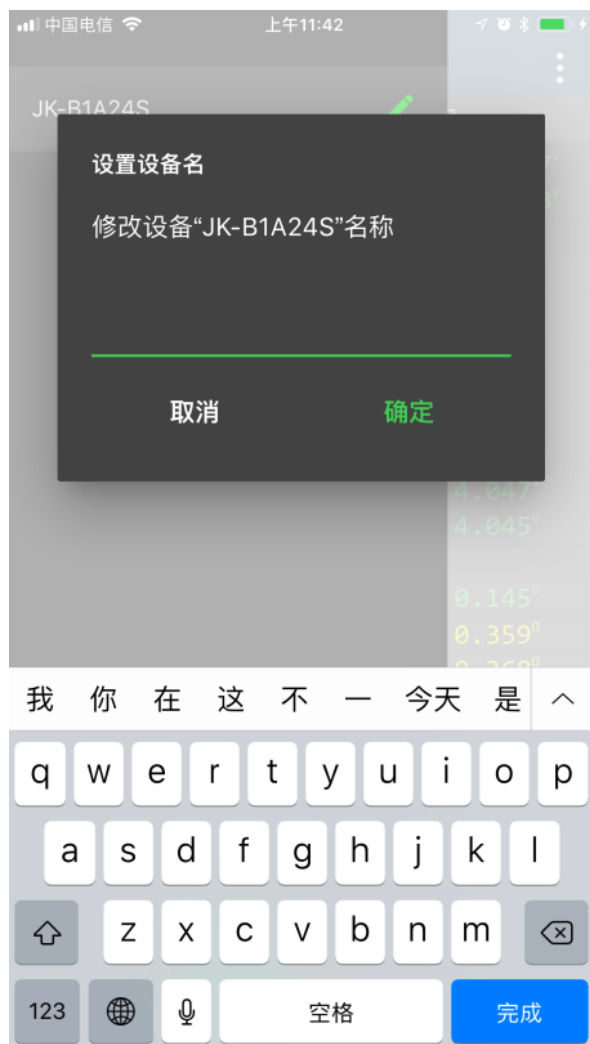 中国电信 上午11:42
JK-B1A24S
设置设备名
修改设备“JK-B1A24S”名称
取消 确定
4.047V
4.045V
0.145Ω
0.359Ω
我 你 在 这 不 一 今天 是
q w e r t y u i o p
a s d f g h j k l
z x c v b n m
123 空格 完成